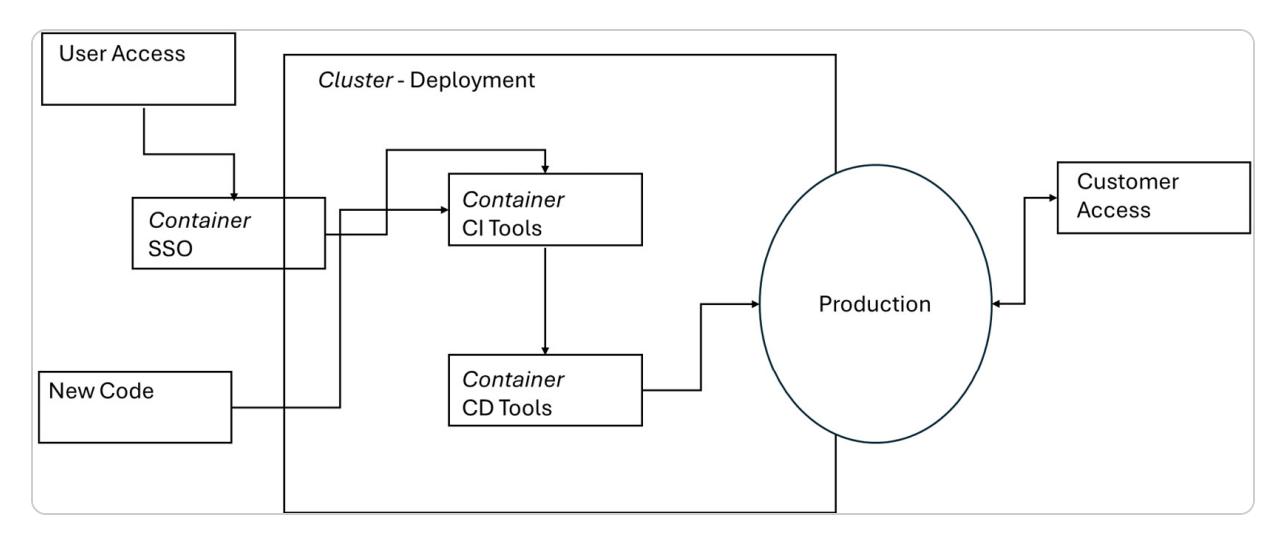 User Access
Cluster - Deployment
Container
SSO
Container
CI Tools
Customer
Access
Production
New Code
Container
CD Tools